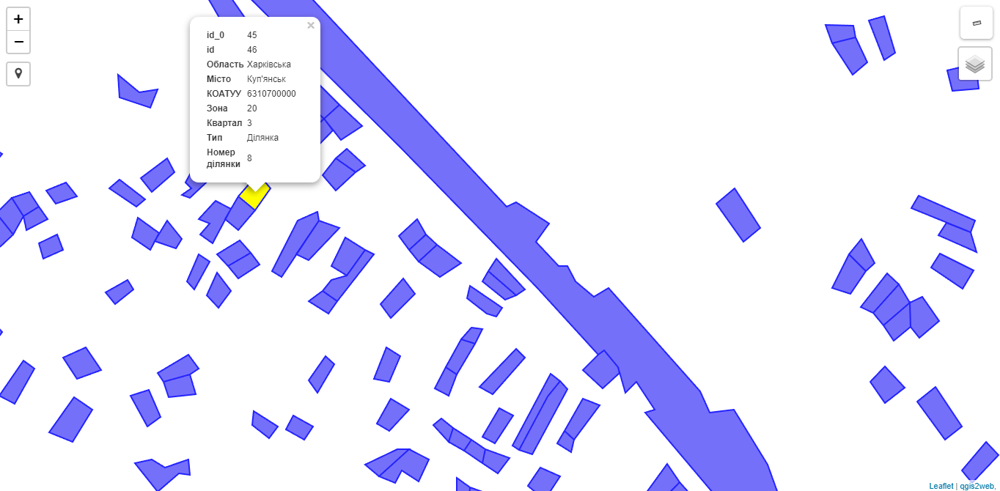 +
−
×
id_0 45
id 46
Область Харківська
Місто Куп'янськ
КОАТУУ 6310700000
Зона 20
Квартал 3
Тип Ділянка
Номер
ділянки 8
Leaflet | qgis2web,